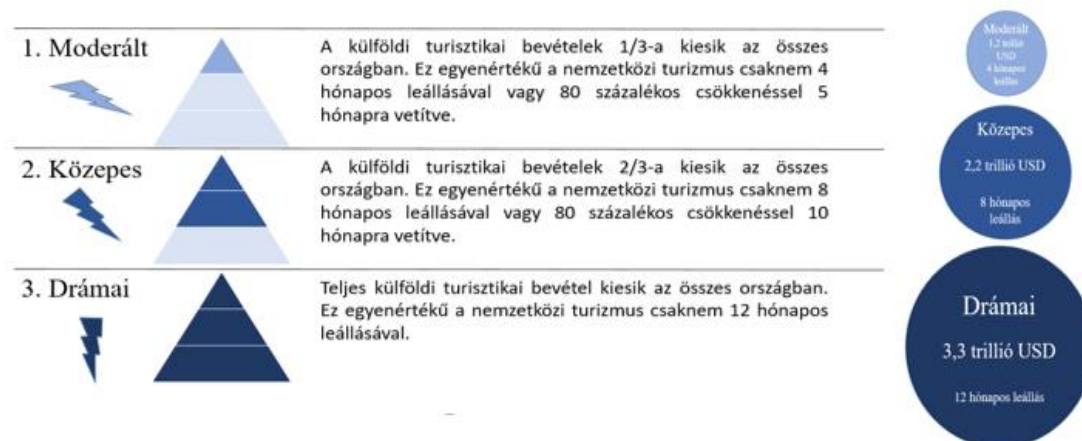 1. Moderált
A külföldi turisztikai bevételek 1/3-a kiesik az összes
országban. Ez egyenértékű a nemzetközi turizmus csaknem 4
hónapos leállásával vagy 80 százalékos csökkenéssel 5
hónapra vetítve.
2. Közepes
A külföldi turisztikai bevételek 2/3-a kiesik az összes
országban. Ez egyenértékű a nemzetközi turizmus csaknem 8
hónapos leállásával vagy 80 százalékos csökkenéssel 10
hónapra vetítve.
3. Drámai
Teljes külföldi turisztikai bevétel kiesik az összes országban.
Ez egyenértékű a nemzetközi turizmus csaknem 12 hónapos
leállásával.
Moderált
1,2 trillió
USD
4 hónapos
leállás
Közepes
2,2 trillió USD
8 hónapos
leállás
Drámai
3,3 trillió USD
12 hónapos leállás